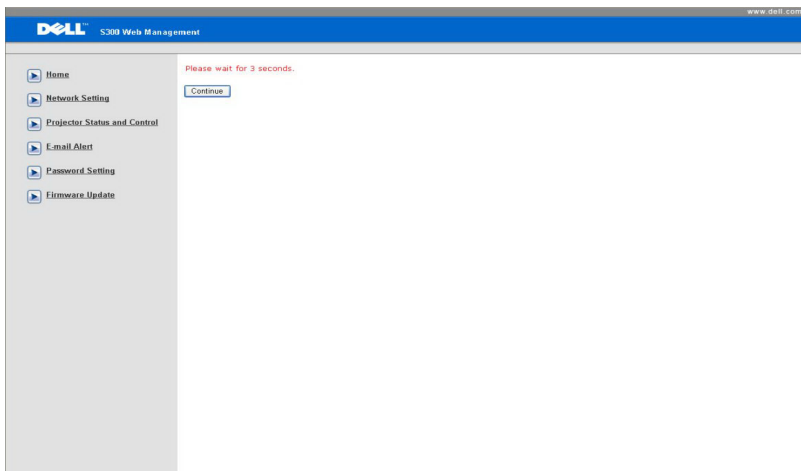 www.dell.com
DELL™ S300 Web Management
Home
Network Setting
Projector Status and Control
E-mail Alert
Password Setting
Firmware Update
Please wait for 3 seconds.
Continue